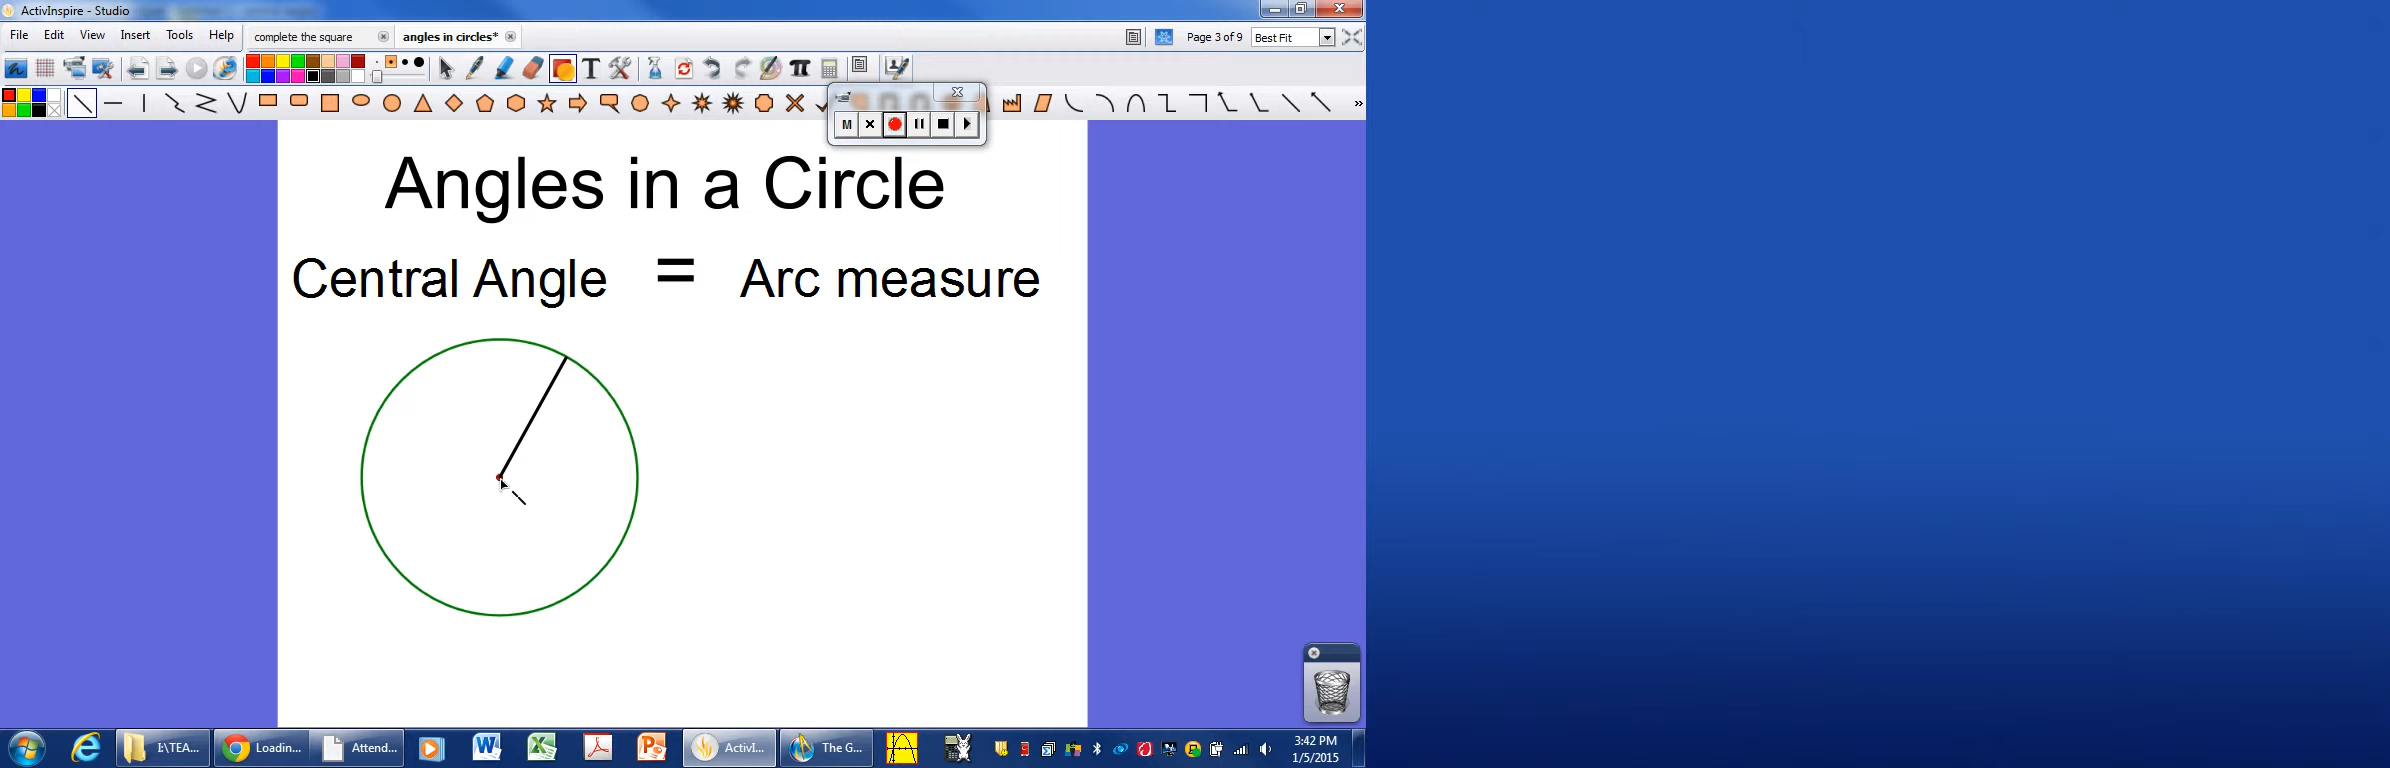 ActivInspire - Studio
File Edit View Insert Tools Help
complete the square
angles in circles*
Page 3 of 9
Best Fit
T
π
»
M
Angles in a Circle
Central Angle = Arc measure
I:\TEA...
Loadin...
Attend...
ActivI...
The G...
3:42 PM
1/5/2015